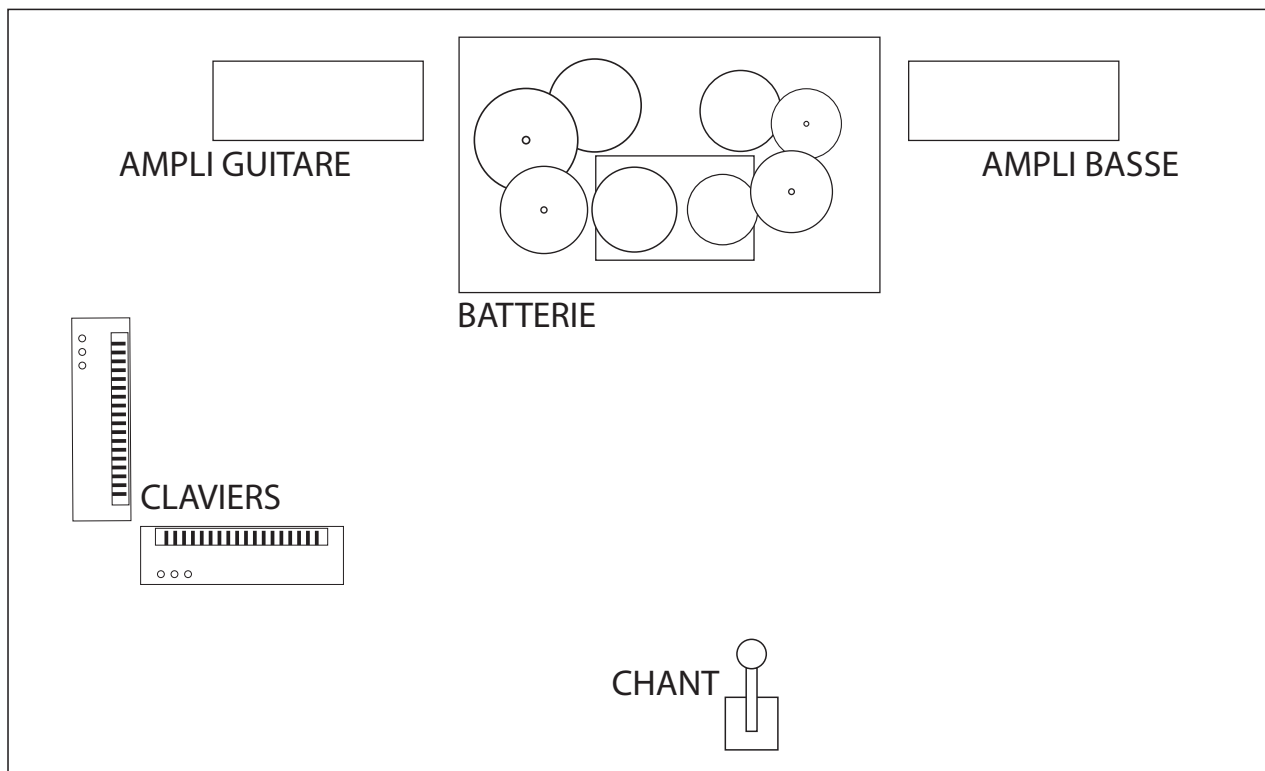 AMPLI GUITARE
AMPLI BASSE
BATTERIE
CLAVIERS
CHANT